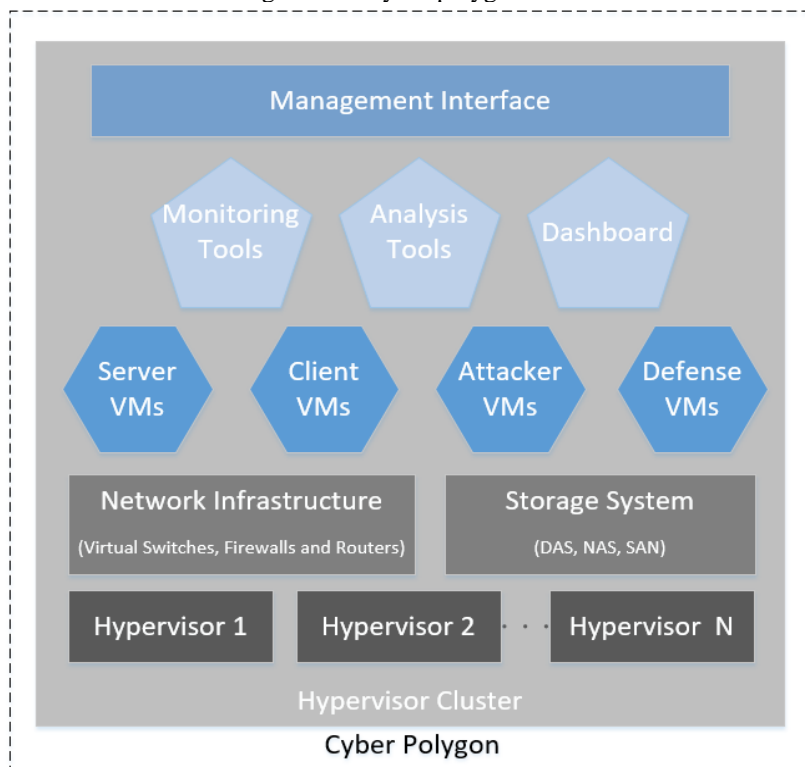 Management Interface
Monitoring
Tools
Analysis
Tools
Dashboard
Server
VMs
Client
VMs
Attacker
VMs
Defense
VMs
Network Infrastructure
(Virtual Switches, Firewalls and Routers)
Storage System
(DAS, NAS, SAN)
Hypervisor 1
Hypervisor 2
. . .
Hypervisor N
Hypervisor Cluster
Cyber Polygon